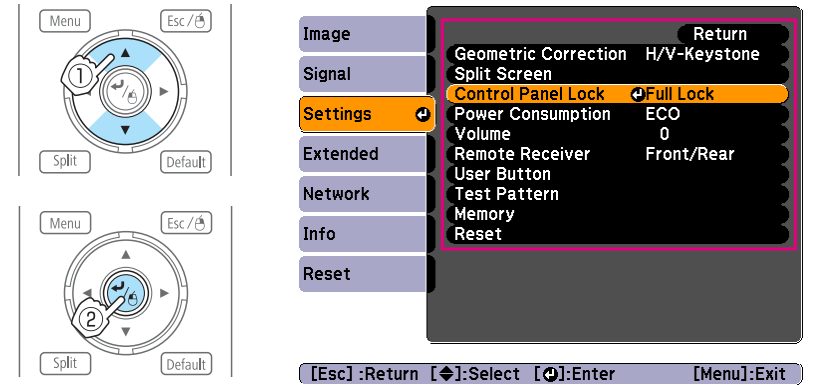 Menu
Esc/
1
Split
Default
Menu
Esc/
2
Split
Default
Image
Signal
Settings
Extended
Network
Info
Reset
Return
Geometric Correction H/V-Keystone
Split Screen
Control Panel Lock Full Lock
Power Consumption ECO
Volume 0
Remote Receiver Front/Rear
User Button
Test Pattern
Memory
Reset
[Esc] :Return [◆]:Select [⏎]:Enter [Menu]:Exit